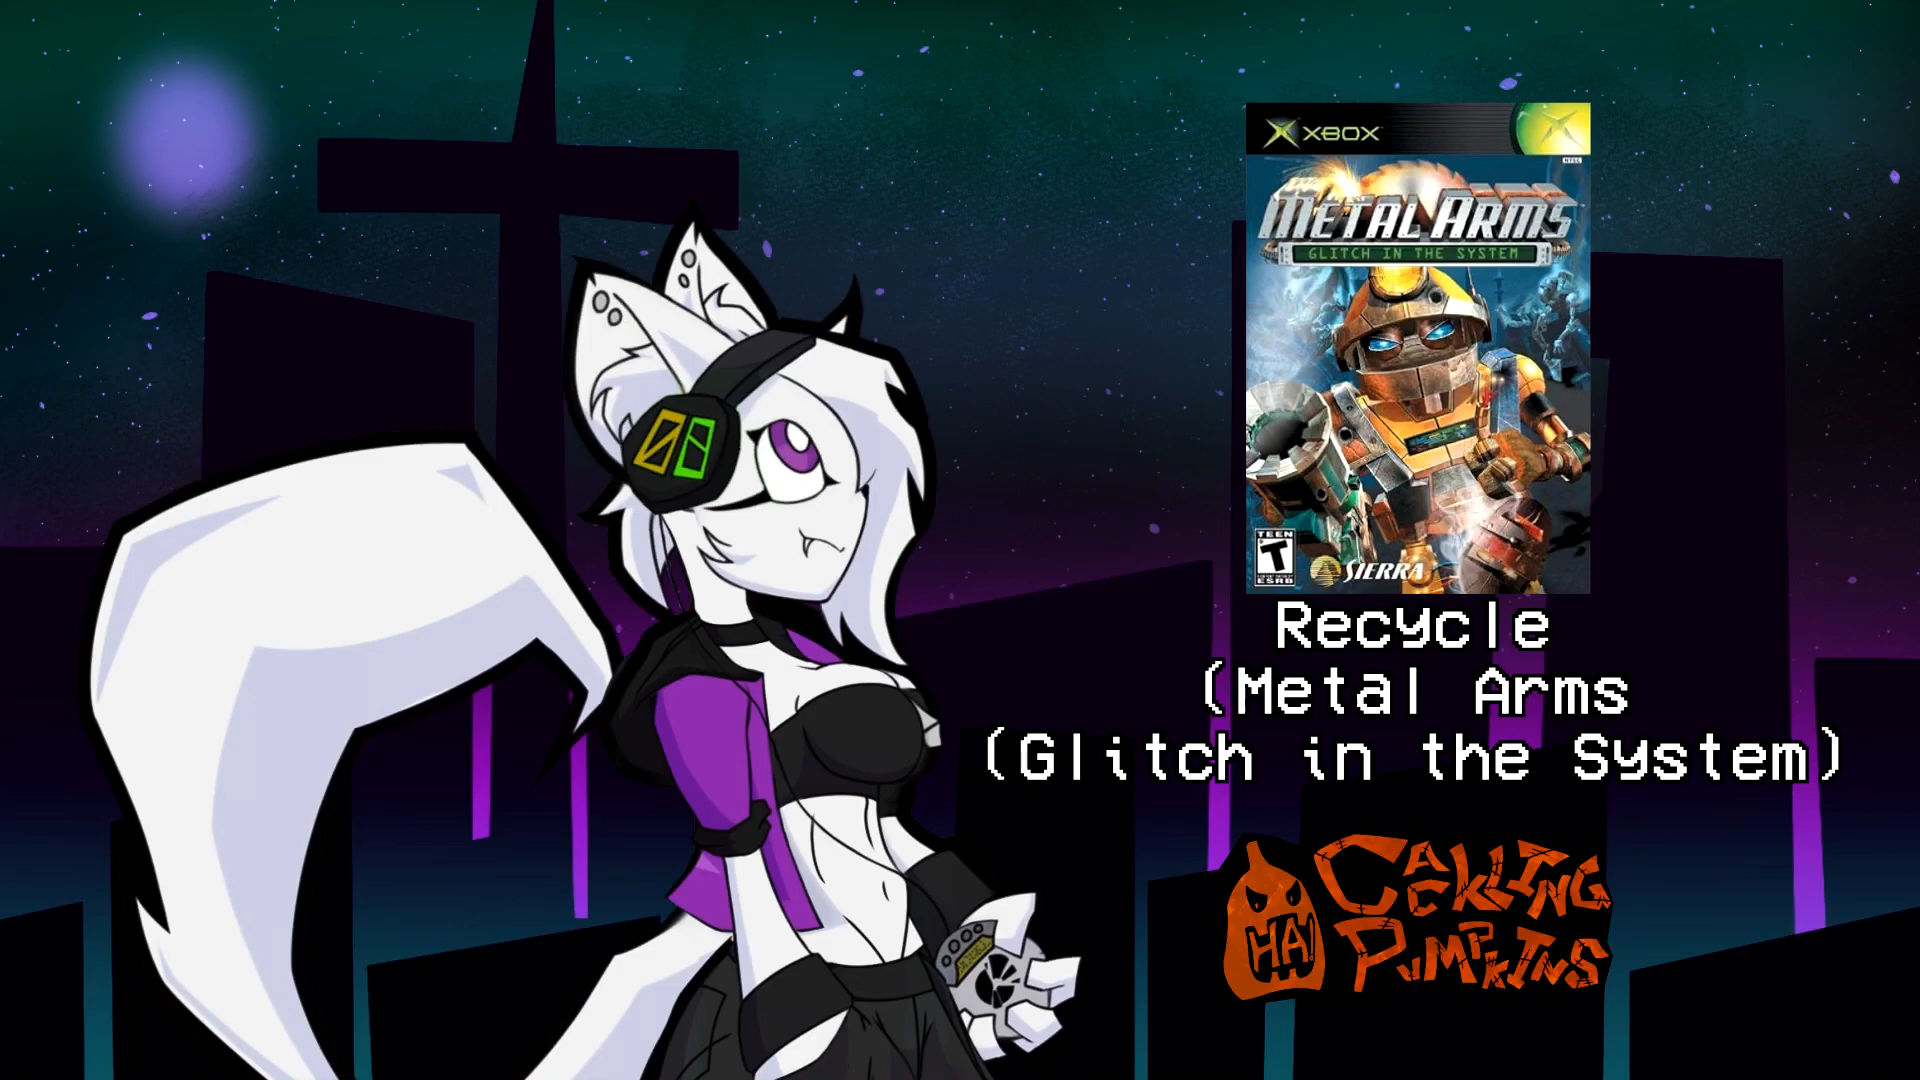 XBOX
NTSC
METAL ARMS
GLITCH IN THE SYSTEM
TEEN
T
ESRB
SIERRA
Recycle
(Metal Arms
(Glitch in the System)
HA!
CACKLING
PUMPKINS